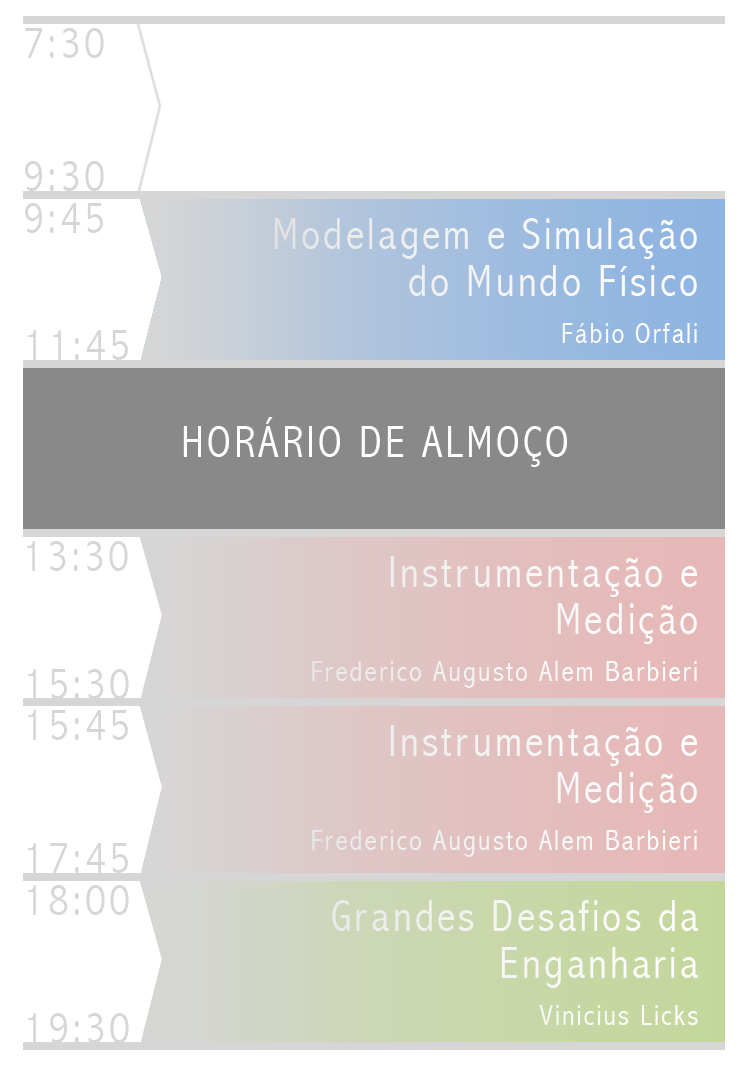 7:30
9:30
9:45
Modelagem e Simulação
do Mundo Físico
Fábio Orfali
11:45
HORÁRIO DE ALMOÇO
13:30
Instrumentação e
Medição
Frederico Augusto Alem Barbieri
15:30
15:45
Instrumentação e
Medição
Frederico Augusto Alem Barbieri
17:45
18:00
Grandes Desafios da
Enganharia
Vinicius Licks
19:30